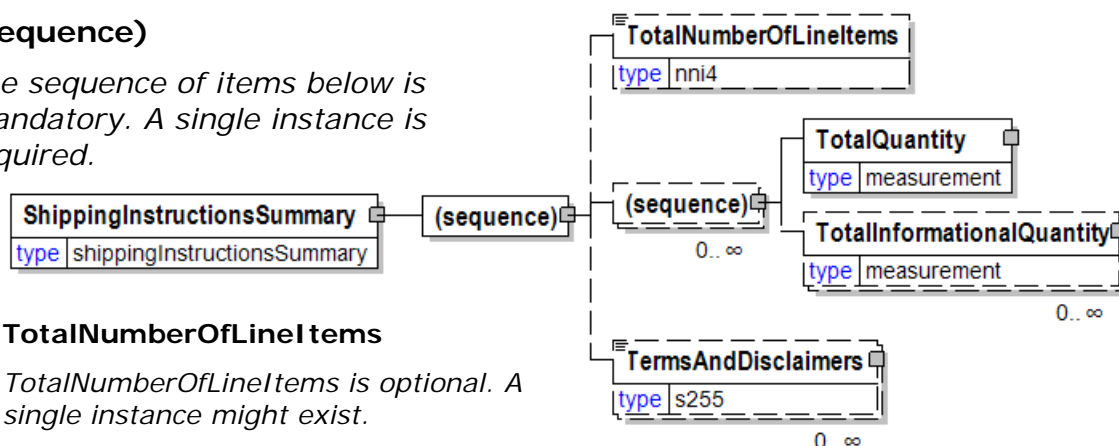 equence)
e sequence of items below is
andatory. A single instance is
quired.
TotalNumberOfLineItems
type nni4
TotalQuantity
type measurement
(sequence)
0.. ∞
TotalInformationalQuantity
type measurement
0.. ∞
ShippingInstructionsSummary
type shippingInstructionsSummary
(sequence)
TermsAndDisclaimers
type s255
0.. ∞
TotalNumberOfLineItems
TotalNumberOfLineItems is optional. A
single instance might exist.